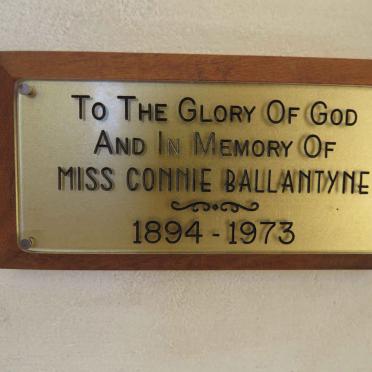 To The Glory Of God
And In Memory Of
MISS CONNIE BALLANTYNE
1894 - 1973